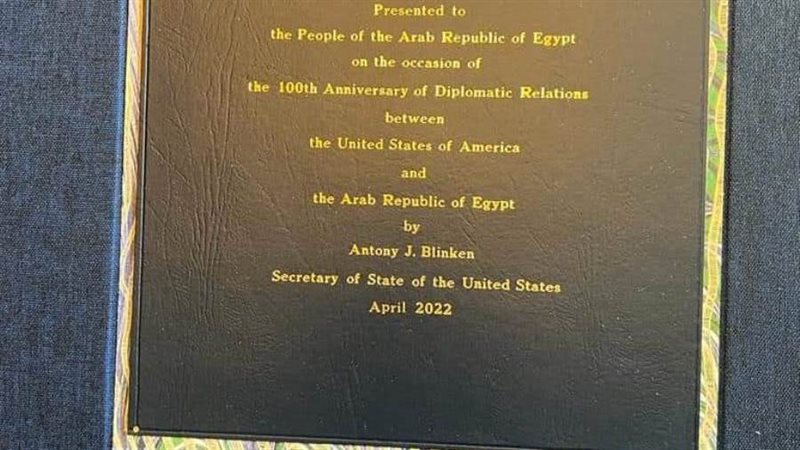 Presented to
the People of the Arab Republic of Egypt
on the occasion of
the 100th Anniversary of Diplomatic Relations
between
the United States of America
and
the Arab Republic of Egypt
by
Antony J. Blinken
Secretary of State of the United States
April 2022